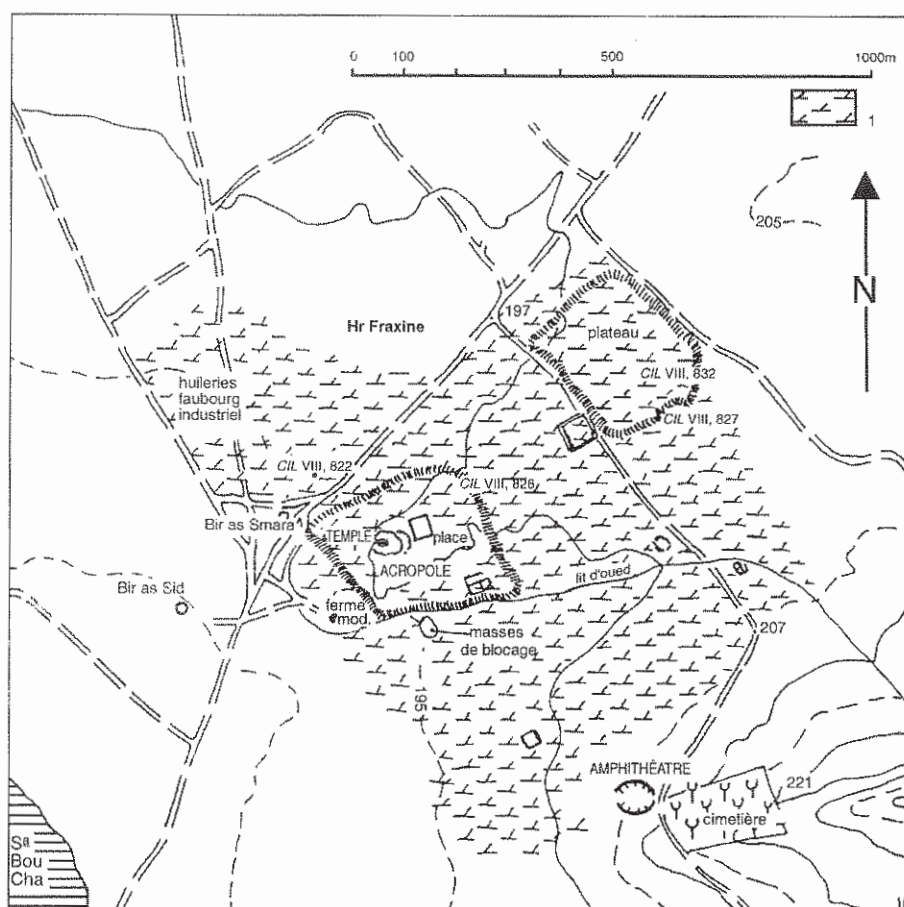 0 100 500 1000m
1
205
N
197
Hr Fraxine
plateau
huileries
faubourg
industriel
CIL VIII, 832
CIL VIII, 827
CIL VIII, 822
CIL VIII, 826
Bir as Smara
TEMPLE
place
ACROPOLE
lit d'oued
Bir as Sid
ferme
mod.
masses
de blocage
207
195
AMPHITHÉATRE
221
cimetière
Sª
Bou
Cha